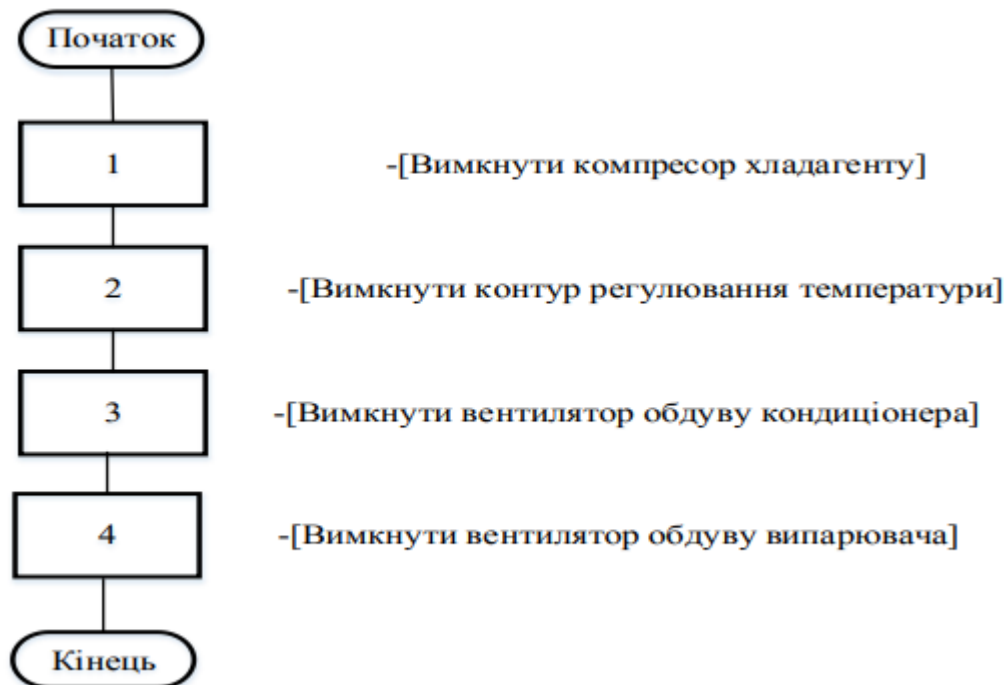 Початок
1
-[Вимкнути компресор хладагенту]
2
-[Вимкнути контур регулювання температури]
3
-[Вимкнути вентилятор обдуву кондиціонера]
4
-[Вимкнути вентилятор обдуву випарювача]
Кінець